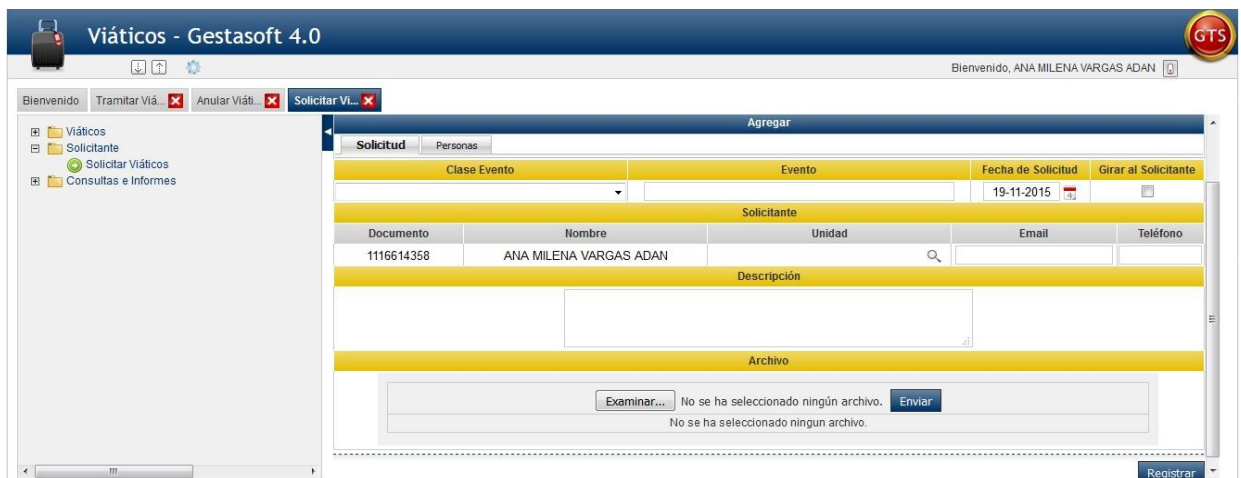 Viáticos - Gestasoft 4.0
GTS
Bienvenido, ANA MILENA VARGAS ADAN
Bienvenido Tramitar Viá... Anular Viáti... Solicitar Vi...
Viáticos
Solicitante
Solicitar Viáticos
Consultas e Informes
Agregar
Solicitud Personas
Clase Evento Evento Fecha de Solicitud Girar al Solicitante
19-11-2015
Solicitante
Documento Nombre Unidad Email Teléfono
1116614358 ANA MILENA VARGAS ADAN
Descripción
Archivo
Examinar... No se ha seleccionado ningún archivo. Enviar
No se ha seleccionado ningun archivo.
Registrar